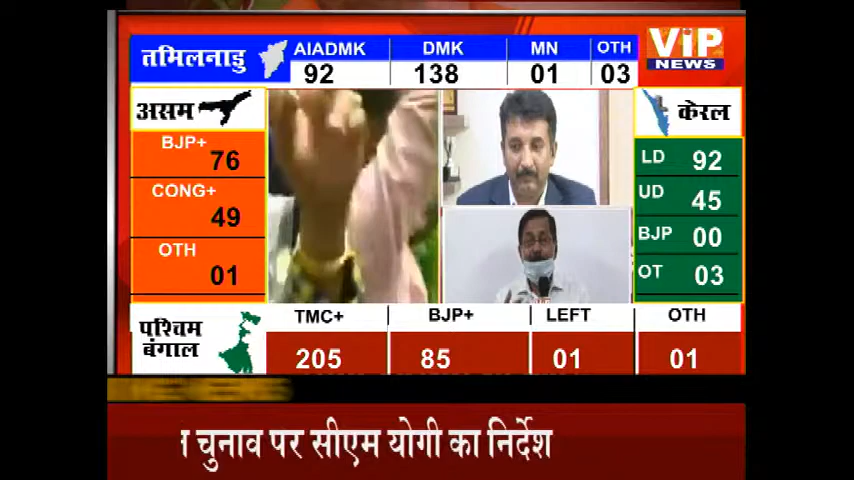 तमिलनाडु
AIADMK DMK MN OTH
92 138 01 03
ViP
NEWS
असम
BJP+
76
CONG+
49
OTH
01
केरल
LD 92
UD 45
BJP 00
OT 03
पश्चिम
बंगाल
TMC+ BJP+ LEFT OTH
205 85 01 01
चुनाव पर सीएम योगी का निर्देश